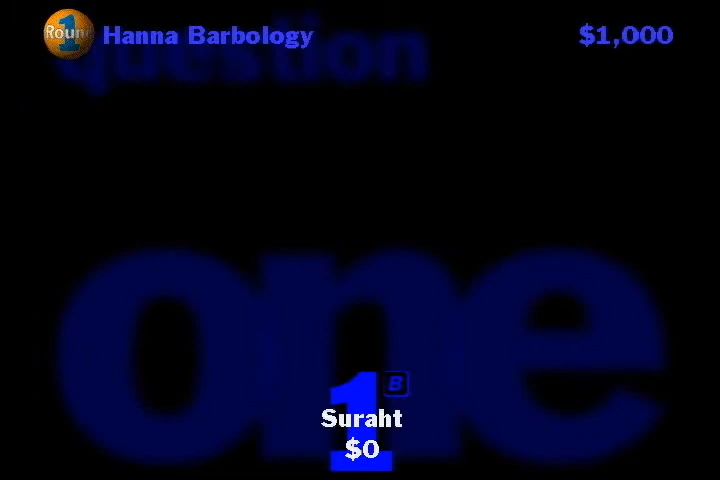 Round 1 Hanna Barbology $1,000
question
one
1 B
Suraht
$0